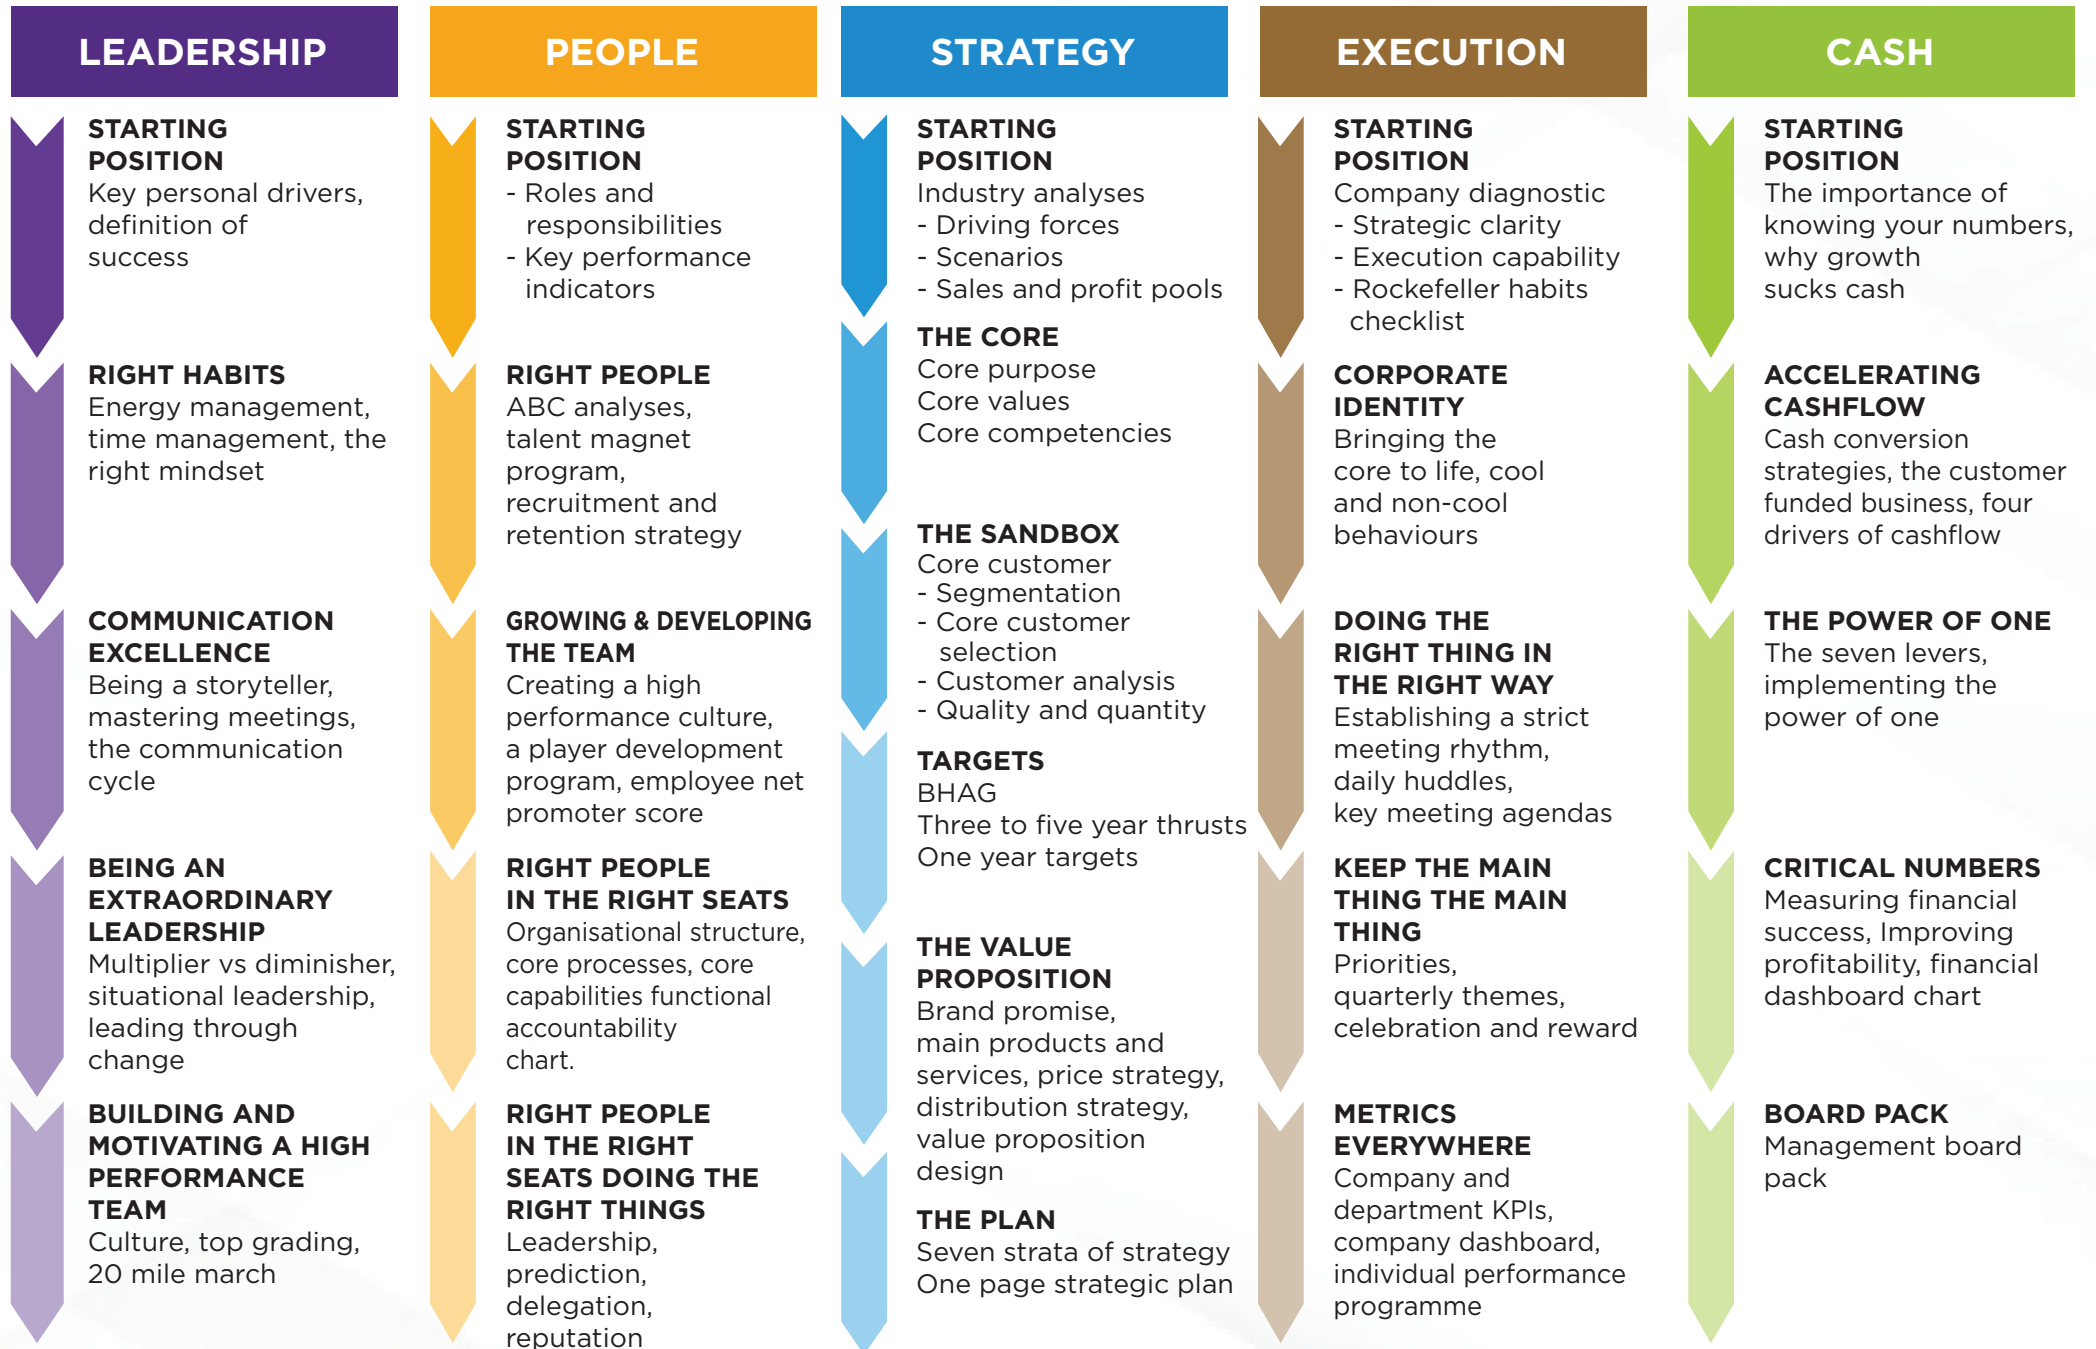 LEADERSHIP
STARTING
POSITION
Key personal drivers,
definition of
success
RIGHT HABITS
Energy management,
time management, the
right mindset
COMMUNICATION
EXCELLENCE
Being a storyteller,
mastering meetings,
the communication
cycle
BEING AN
EXTRAORDINARY
LEADERSHIP
Multiplier vs diminisher,
situational leadership,
leading through
change
BUILDING AND
MOTIVATING A HIGH
PERFORMANCE
TEAM
Culture, top grading,
20 mile march
PEOPLE
STARTING
POSITION
- Roles and
responsibilities
- Key performance
indicators
RIGHT PEOPLE
ABC analyses,
talent magnet
program,
recruitment and
retention strategy
GROWING & DEVELOPING
THE TEAM
Creating a high
performance culture,
a player development
program, employee net
promoter score
RIGHT PEOPLE
IN THE RIGHT SEATS
Organisational structure,
core processes, core
capabilities functional
accountability
chart.
RIGHT PEOPLE
IN THE RIGHT
SEATS DOING THE
RIGHT THINGS
Leadership,
prediction,
delegation,
reputation
STRATEGY
STARTING
POSITION
Industry analyses
- Driving forces
- Scenarios
- Sales and profit pools
THE CORE
Core purpose
Core values
Core competencies
THE SANDBOX
Core customer
- Segmentation
- Core customer
selection
- Customer analysis
- Quality and quantity
TARGETS
BHAG
Three to five year thrusts
One year targets
THE VALUE
PROPOSITION
Brand promise,
main products and
services, price strategy,
distribution strategy,
value proposition
design
THE PLAN
Seven strata of strategy
One page strategic plan
EXECUTION
STARTING
POSITION
Company diagnostic
- Strategic clarity
- Execution capability
- Rockefeller habits
checklist
CORPORATE
IDENTITY
Bringing the
core to life, cool
and non-cool
behaviours
DOING THE
RIGHT THING IN
THE RIGHT WAY
Establishing a strict
meeting rhythm,
daily huddles,
key meeting agendas
KEEP THE MAIN
THING THE MAIN
THING
Priorities,
quarterly themes,
celebration and reward
METRICS
EVERYWHERE
Company and
department KPIs,
company dashboard,
individual performance
programme
CASH
STARTING
POSITION
The importance of
knowing your numbers,
why growth
sucks cash
ACCELERATING
CASHFLOW
Cash conversion
strategies, the customer
funded business, four
drivers of cashflow
THE POWER OF ONE
The seven levers,
implementing the
power of one
CRITICAL NUMBERS
Measuring financial
success, Improving
profitability, financial
dashboard chart
BOARD PACK
Management board
pack